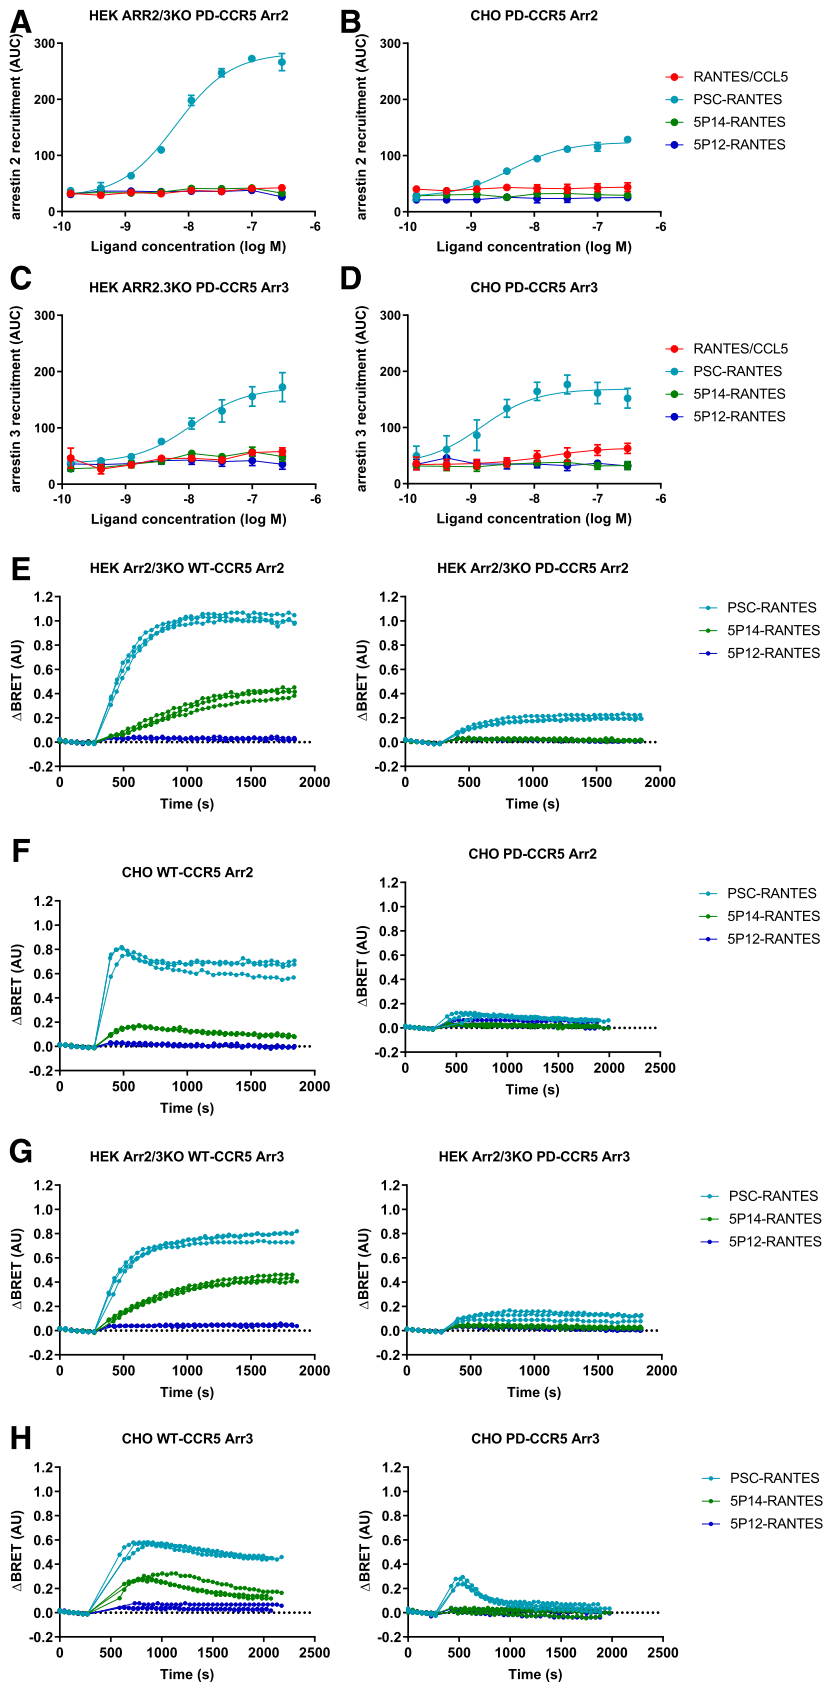 A
HEK ARR2/3KO PD-CCR5 Arr2
arrestin 2 recruitment (AUC)
300
200
100
0
-10
-9
-8
-7
-6
Ligand concentration (log M)
B
CHO PD-CCR5 Arr2
arrestin 2 recruitment (AUC)
300
200
100
0
-10
-9
-8
-7
-6
Ligand concentration (log M)
RANTES/CCL5
PSC-RANTES
5P14-RANTES
5P12-RANTES
C
HEK ARR2.3KO PD-CCR5 Arr3
arrestin 3 recruitment (AUC)
300
200
100
0
-10
-9
-8
-7
-6
Ligand concentration (log M)
D
CHO PD-CCR5 Arr3
arrestin 3 recruitment (AUC)
300
200
100
0
-10
-9
-8
-7
-6
Ligand concentration (log M)
RANTES/CCL5
PSC-RANTES
5P14-RANTES
5P12-RANTES
E
HEK Arr2/3KO WT-CCR5 Arr2
ΔBRET (AU)
1.2
1.0
0.8
0.6
0.4
0.2
0.0
-0.2
0
500
1000
1500
2000
Time (s)
HEK Arr2/3KO PD-CCR5 Arr2
ΔBRET (AU)
1.2
1.0
0.8
0.6
0.4
0.2
0.0
-0.2
0
500
1000
1500
2000
Time (s)
PSC-RANTES
5P14-RANTES
5P12-RANTES
F
CHO WT-CCR5 Arr2
ΔBRET (AU)
1.2
1.0
0.8
0.6
0.4
0.2
0.0
-0.2
0
500
1000
1500
2000
Time (s)
CHO PD-CCR5 Arr2
ΔBRET (AU)
1.2
1.0
0.8
0.6
0.4
0.2
0.0
-0.2
0
500
1000
1500
2000
2500
Time (s)
PSC-RANTES
5P14-RANTES
5P12-RANTES
G
HEK Arr2/3KO WT-CCR5 Arr3
ΔBRET (AU)
1.2
1.0
0.8
0.6
0.4
0.2
0.0
-0.2
0
500
1000
1500
2000
Time (s)
HEK Arr2/3KO PD-CCR5 Arr3
ΔBRET (AU)
1.2
1.0
0.8
0.6
0.4
0.2
0.0
-0.2
0
500
1000
1500
2000
Time (s)
PSC-RANTES
5P14-RANTES
5P12-RANTES
H
CHO WT-CCR5 Arr3
ΔBRET (AU)
1.2
1.0
0.8
0.6
0.4
0.2
0.0
-0.2
0
500
1000
1500
2000
2500
Time (s)
CHO PD-CCR5 Arr3
ΔBRET (AU)
1.2
1.0
0.8
0.6
0.4
0.2
0.0
-0.2
0
500
1000
1500
2000
2500
Time (s)
PSC-RANTES
5P14-RANTES
5P12-RANTES